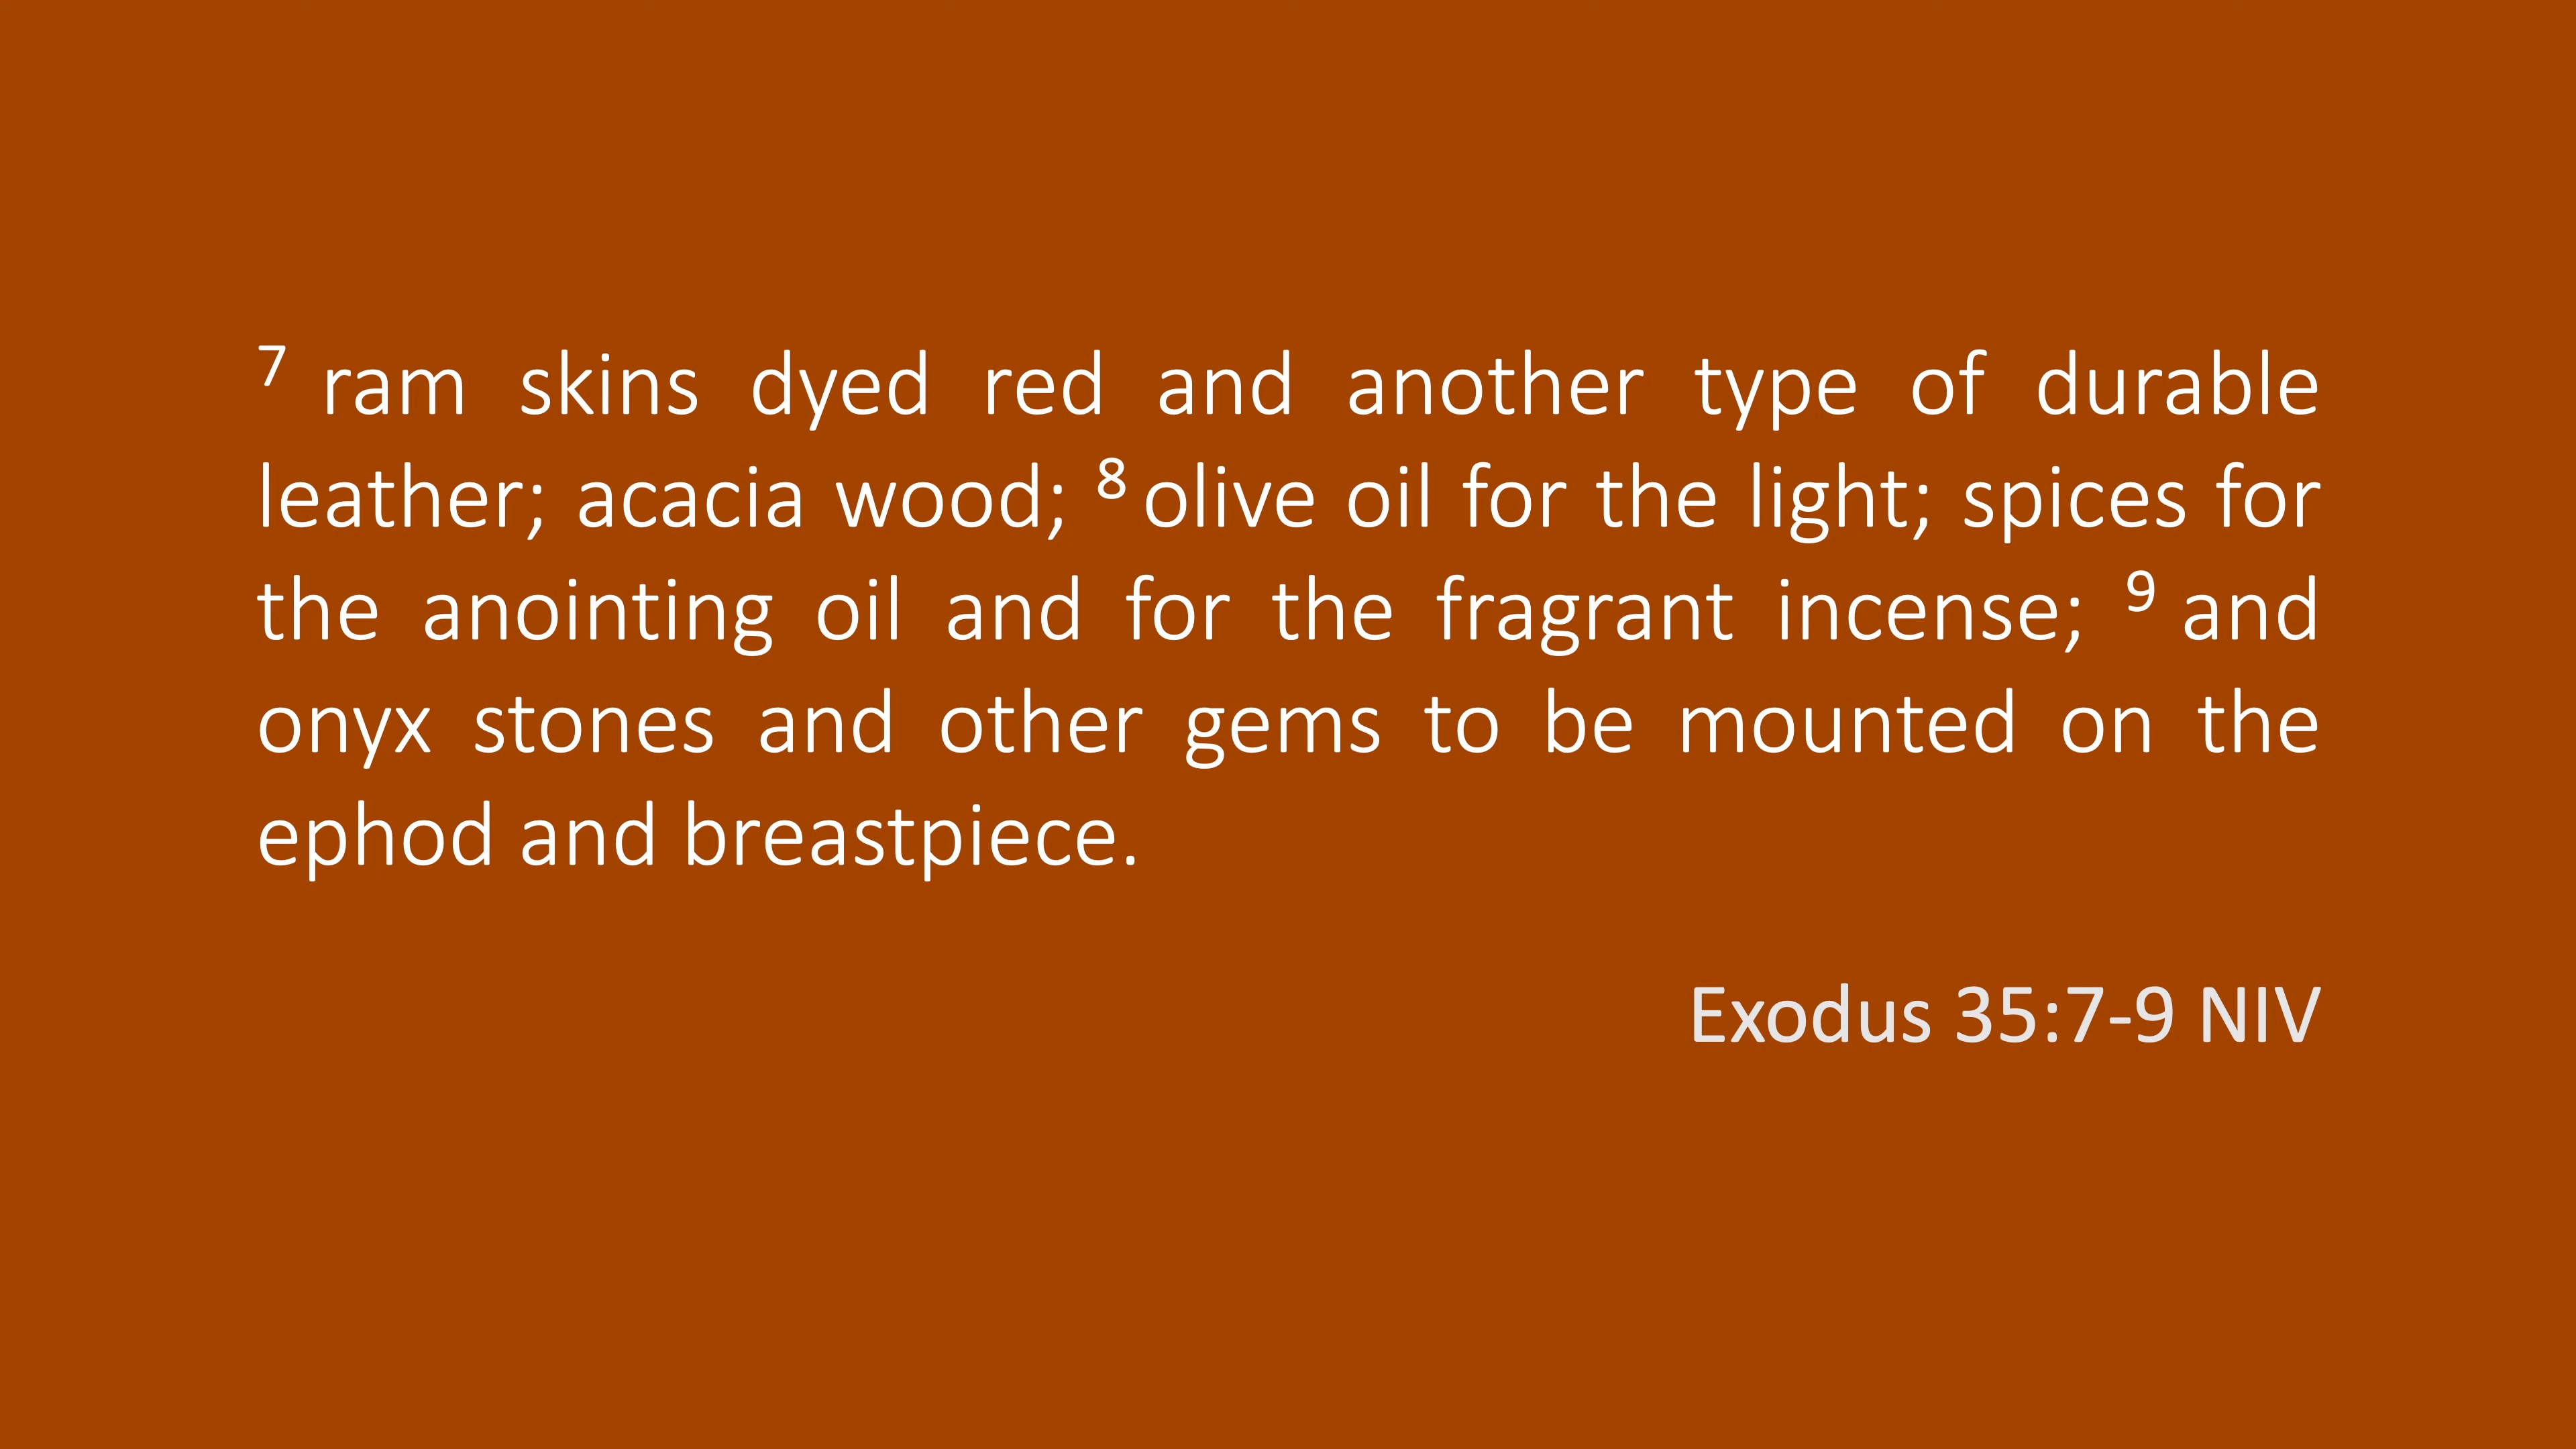 7 ram skins dyed red and another type of durable
leather; acacia wood; 8 olive oil for the light; spices for
the anointing oil and for the fragrant incense; 9 and
onyx stones and other gems to be mounted on the
ephod and breastpiece.
Exodus 35:7-9 NIV